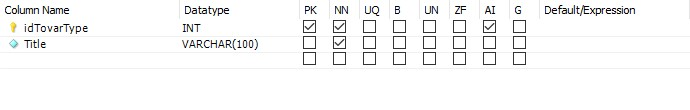 Column Name Datatype PK NN UQ B UN ZF AI G Default/Expression
idTovarType INT
Title VARCHAR(100)